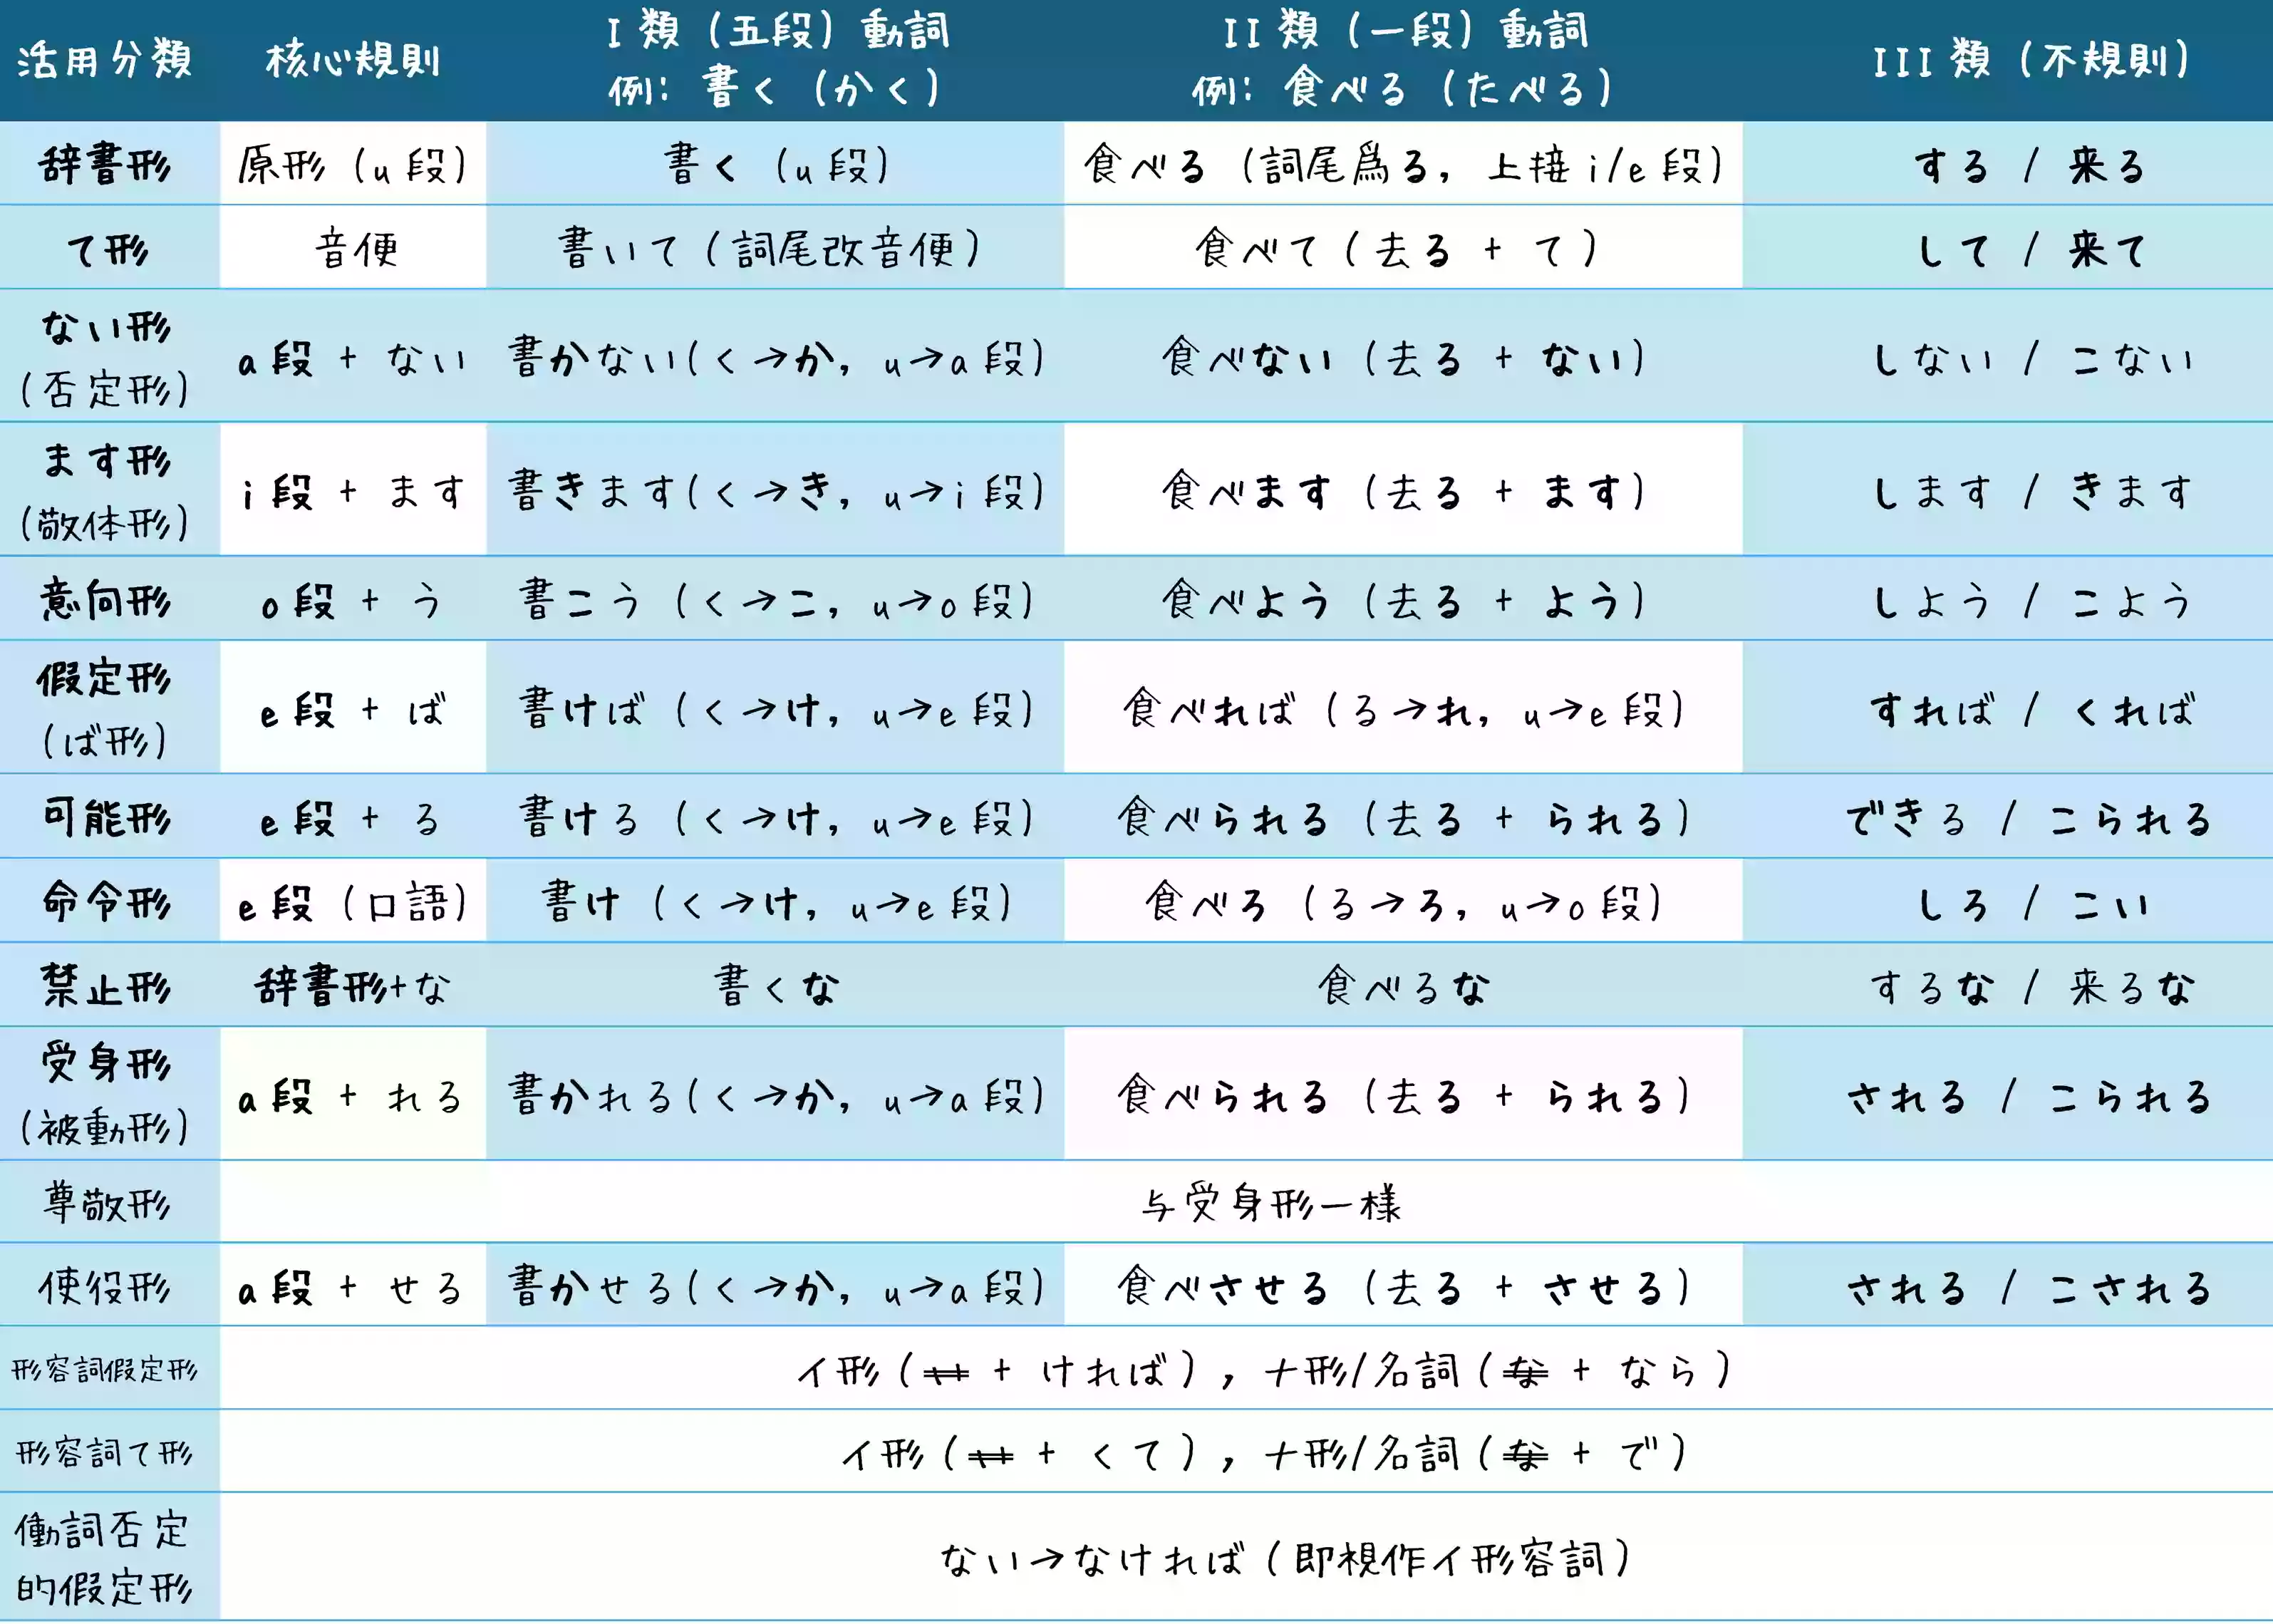 活用分類 核心規則 I 類（五段）動詞 例：書く（かく） II 類（一段）動詞 例：食べる（たべる） III 類（不規則）
辞書形 原形（u 段） 書く（u 段） 食べる（詞尾爲る，上接 i/e 段） する / 来る
て形 音便 書いて（詞尾改音便） 食べて（去る + て） して / 来て
ない形（否定形） a 段 + ない 書かない(く→か，u→a 段) 食べない（去る + ない） しない / こない
ます形（敬体形） i 段 + ます 書きます(く→き，u→i 段) 食べます（去る + ます） します / きます
意向形 o 段 + う 書こう（く→こ，u→o 段） 食べよう（去る + よう） しよう / こよう
假定形（ば形） e 段 + ば 書けば（く→け，u→e 段） 食べれば（る→れ，u→e 段） すれば / くれば
可能形 e 段 + る 書ける（く→け，u→e 段） 食べられる（去る + られる） できる / こられる
命令形 e 段（口語） 書け（く→け，u→e 段） 食べろ（る→ろ，u→o 段） しろ / こい
禁止形 辞書形+な 書くな 食べるな するな / 来るな
受身形（被動形） a 段 + れる 書かれる(く→か，u→a 段) 食べられる（去る + られる） される / こられる
尊敬形 与受身形一様
使役形 a 段 + せる 書かせる(く→か，u→a 段) 食べさせる（去る + させる） される / こされる
形容詞假定形 イ形（い + ければ），ナ形/名詞（な + なら）
形容詞て形 イ形（い + くて），ナ形/名詞（な + で）
働詞否定的假定形 ない→なければ（即視作イ形容詞）